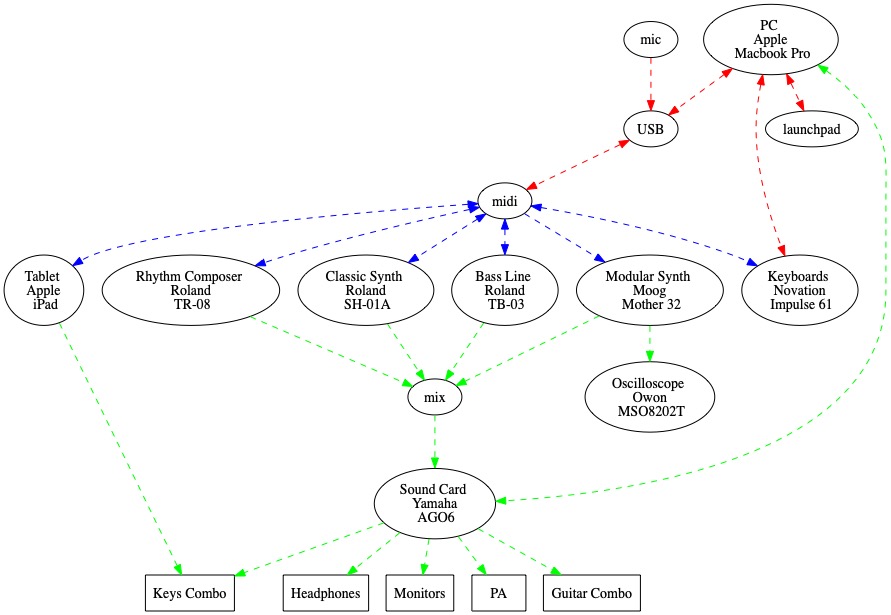 mic
PC
Apple
Macbook Pro
USB
launchpad
midi
Tablet
Apple
iPad
Rhythm Composer
Roland
TR-08
Classic Synth
Roland
SH-01A
Bass Line
Roland
TB-03
Modular Synth
Moog
Mother 32
Keyboards
Novation
Impulse 61
mix
Oscilloscope
Owon
MSO8202T
Sound Card
Yamaha
AGO6
Keys Combo
Headphones
Monitors
PA
Guitar Combo